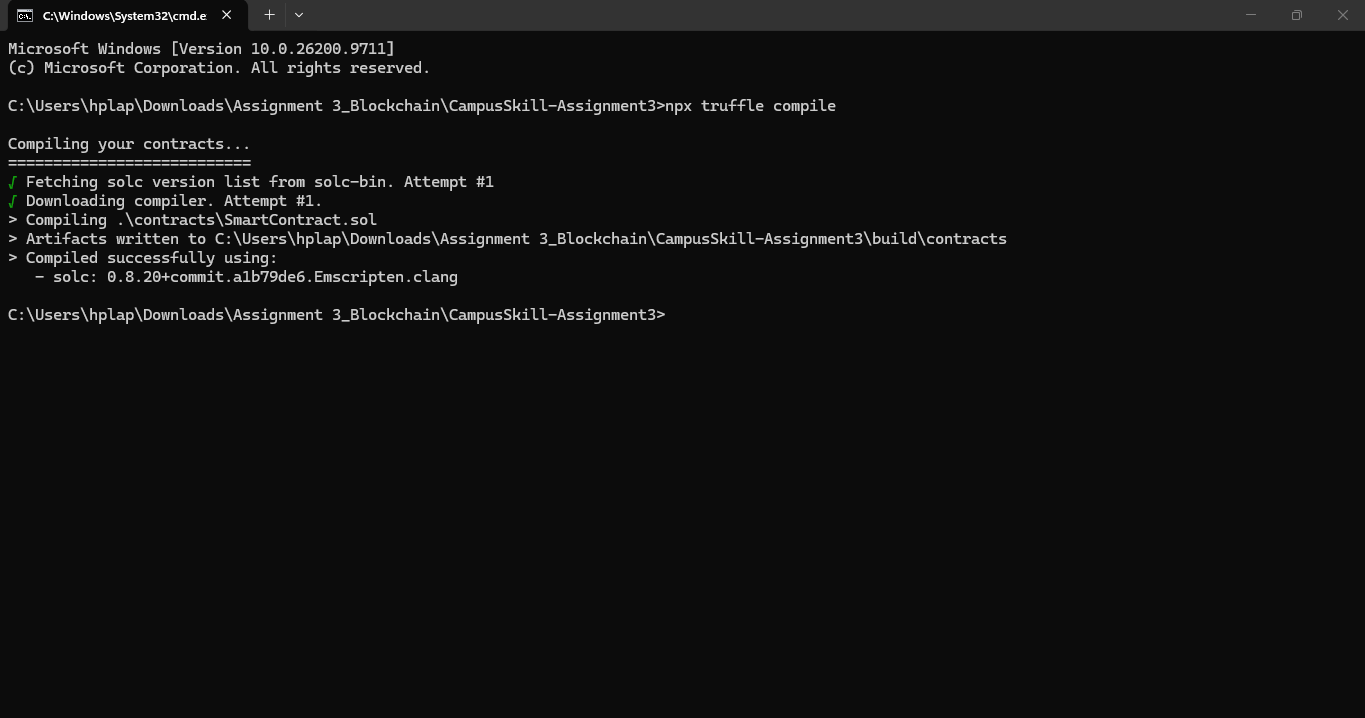 C:\Windows\System32\cmd.e
Microsoft Windows [Version 10.0.26200.9711]
(c) Microsoft Corporation. All rights reserved.
C:\Users\hplap\Downloads\Assignment 3_Blockchain\CampusSkill-Assignment3>npx truffle compile
Compiling your contracts...
===========================
√ Fetching solc version list from solc-bin. Attempt #1
√ Downloading compiler. Attempt #1.
> Compiling .\contracts\SmartContract.sol
> Artifacts written to C:\Users\hplap\Downloads\Assignment 3_Blockchain\CampusSkill-Assignment3\build\contracts
> Compiled successfully using:
   - solc: 0.8.20+commit.a1b79de6.Emscripten.clang
C:\Users\hplap\Downloads\Assignment 3_Blockchain\CampusSkill-Assignment3>